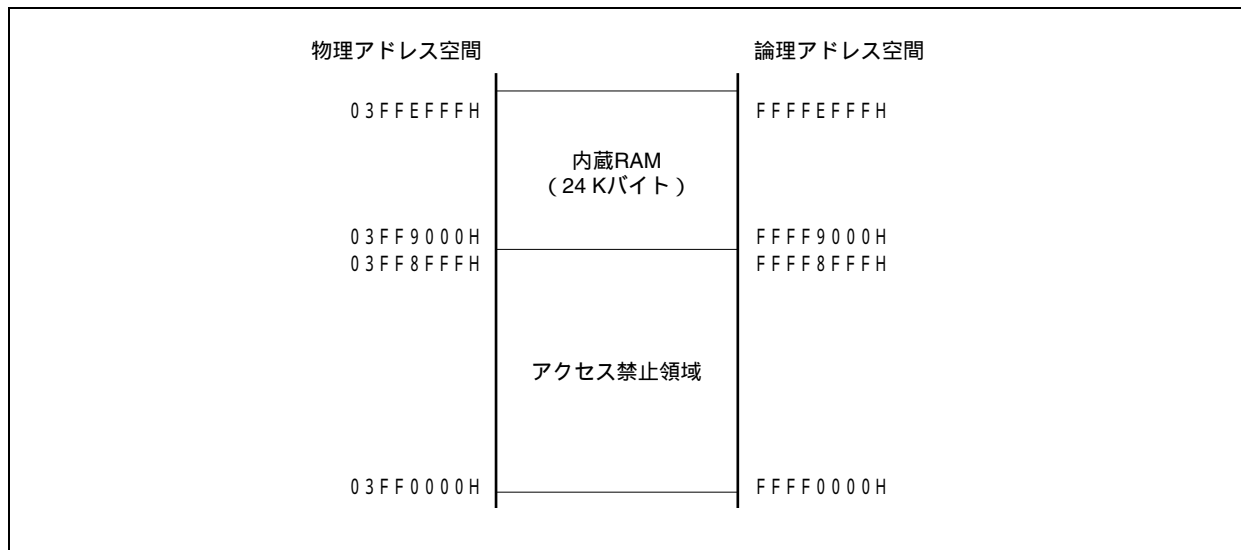 物理アドレス空間 論理アドレス空間
03FFEFFFH FFFFEFFFH
内蔵RAM
(24 Kバイト)
03FF9000H FFFF9000H
03FF8FFFH FFFF8FFFH
アクセス禁止領域
03FF0000H FFFF0000H